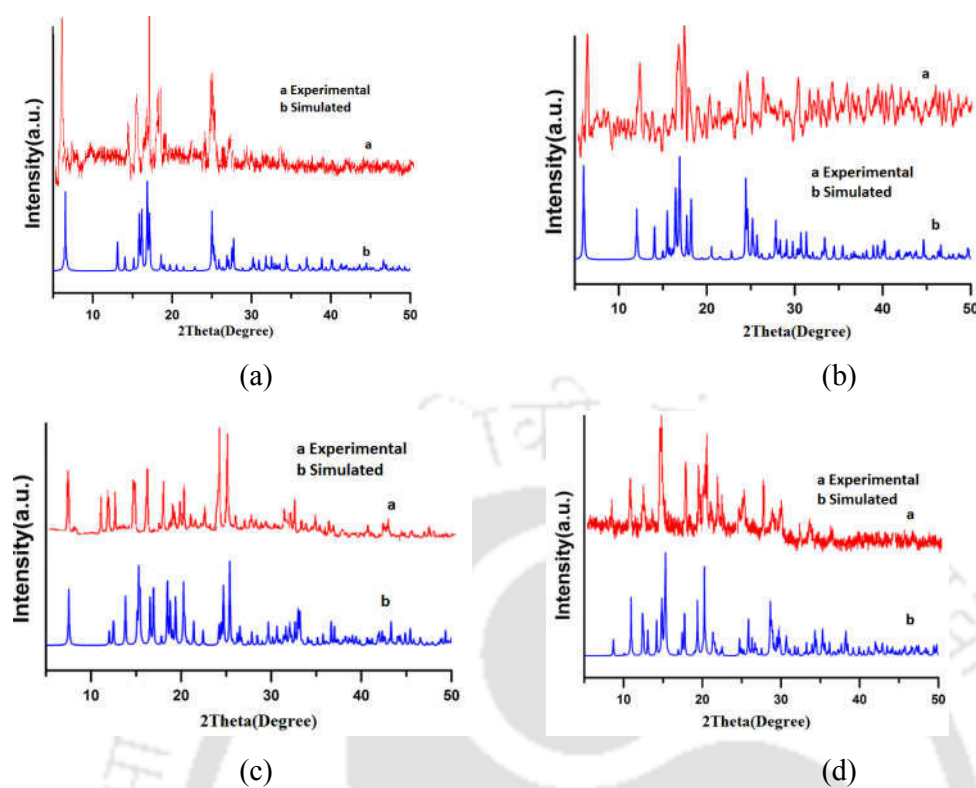 Intensity(a.u.)
a Experimental
b Simulated
a
b
10 20 30 40 50
2Theta(Degree)
(a)
Intensity(a.u.)
a
a Experimental
b Simulated
b
10 20 30 40 50
2Theta(Degree)
(b)
Intensity(a.u.)
a Experimental
b Simulated
a
b
10 20 30 40 50
2Theta(Degree)
(c)
Intensity(a.u.)
a Experimental
b Simulated
a
b
10 20 30 40 50
2Theta(Degree)
(d)